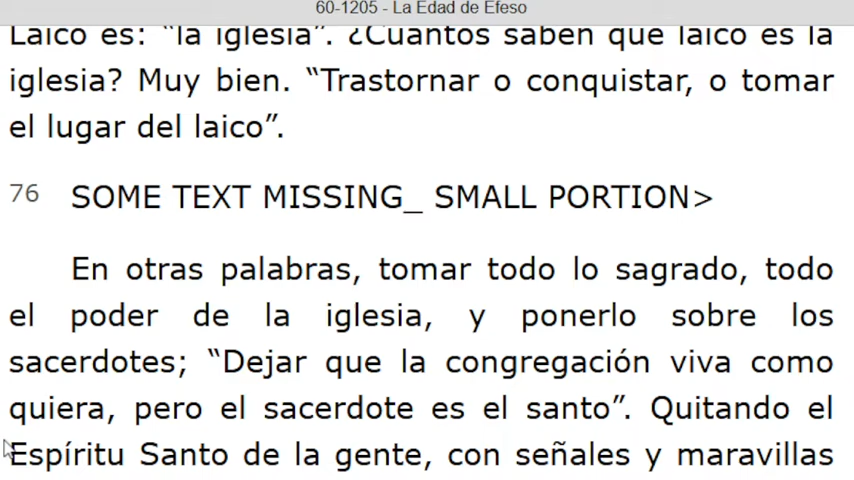 60-1205 - La Edad de Efeso
Laico es: “la iglesia”. ¿Cuántos saben que laico es la
iglesia? Muy bien. “Trastornar o conquistar, o tomar
el lugar del laico”.
76 SOME TEXT MISSING_ SMALL PORTION>
En otras palabras, tomar todo lo sagrado, todo
el poder de la iglesia, y ponerlo sobre los
sacerdotes; “Dejar que la congregación viva como
quiera, pero el sacerdote es el santo”. Quitando el
Espíritu Santo de la gente, con señales y maravillas